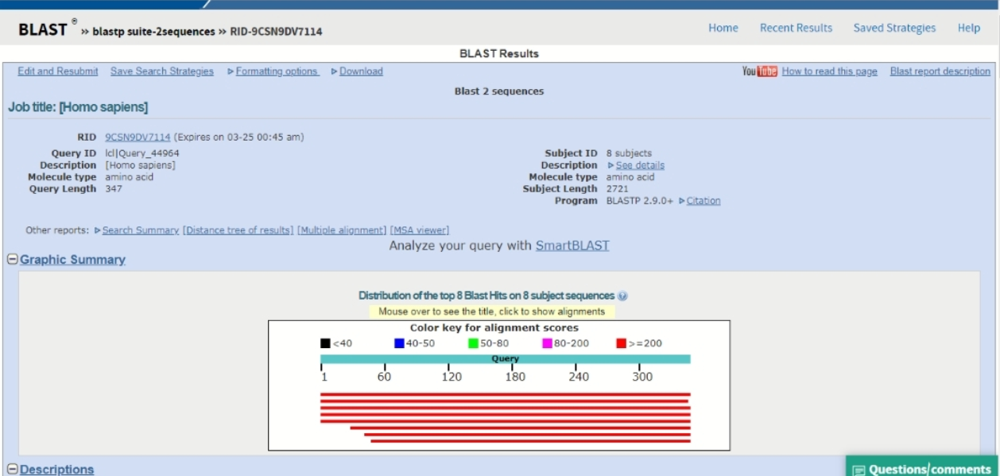 BLAST ® » blastp suite-2sequences » RID-9CSN9DV7114
Home Recent Results Saved Strategies Help
BLAST Results
Edit and Resubmit Save Search Strategies Formatting options Download
YouTube How to read this page Blast report description
Blast 2 sequences
Job title: [Homo sapiens]
RID 9CSN9DV7114 (Expires on 03-25 00:45 am)
Query ID lcl|Query_44964
Description [Homo sapiens]
Molecule type amino acid
Query Length 347
Subject ID 8 subjects
Description See details
Molecule type amino acid
Subject Length 2721
Program BLASTP 2.9.0+ Citation
Other reports: Search Summary [Distance tree of results] [Multiple alignment] [MSA viewer]
Analyze your query with SmartBLAST
Graphic Summary
Distribution of the top 8 Blast Hits on 8 subject sequences
Mouse over to see the title, click to show alignments
Color key for alignment scores
<40 40-50 50-80 80-200 >=200
Query
1 60 120 180 240 300
Descriptions
Questions/comments